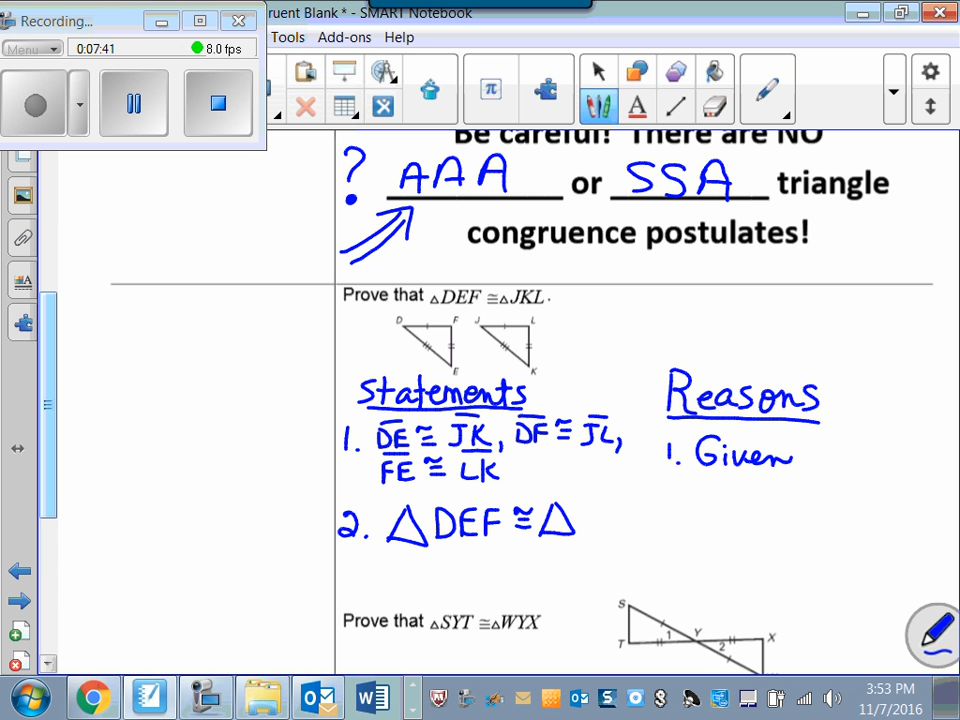 Recording...
ruent Blank * - SMART Notebook
Menu
0:07:41
8.0 fps
Tools Add-ons Help
π
A
Be careful! There are NO
? AAA or SSA triangle
congruence postulates!
Prove that △DEF ≅△JKL.
D F J L
E K
Statements Reasons
1. DE ≅ JK, DF ≅ JL, 1. Given
FE ≅ LK
2. △DEF ≅ △
Prove that △SYT ≅△WYX
S
T 1 Y 2 X
3:53 PM
11/7/2016